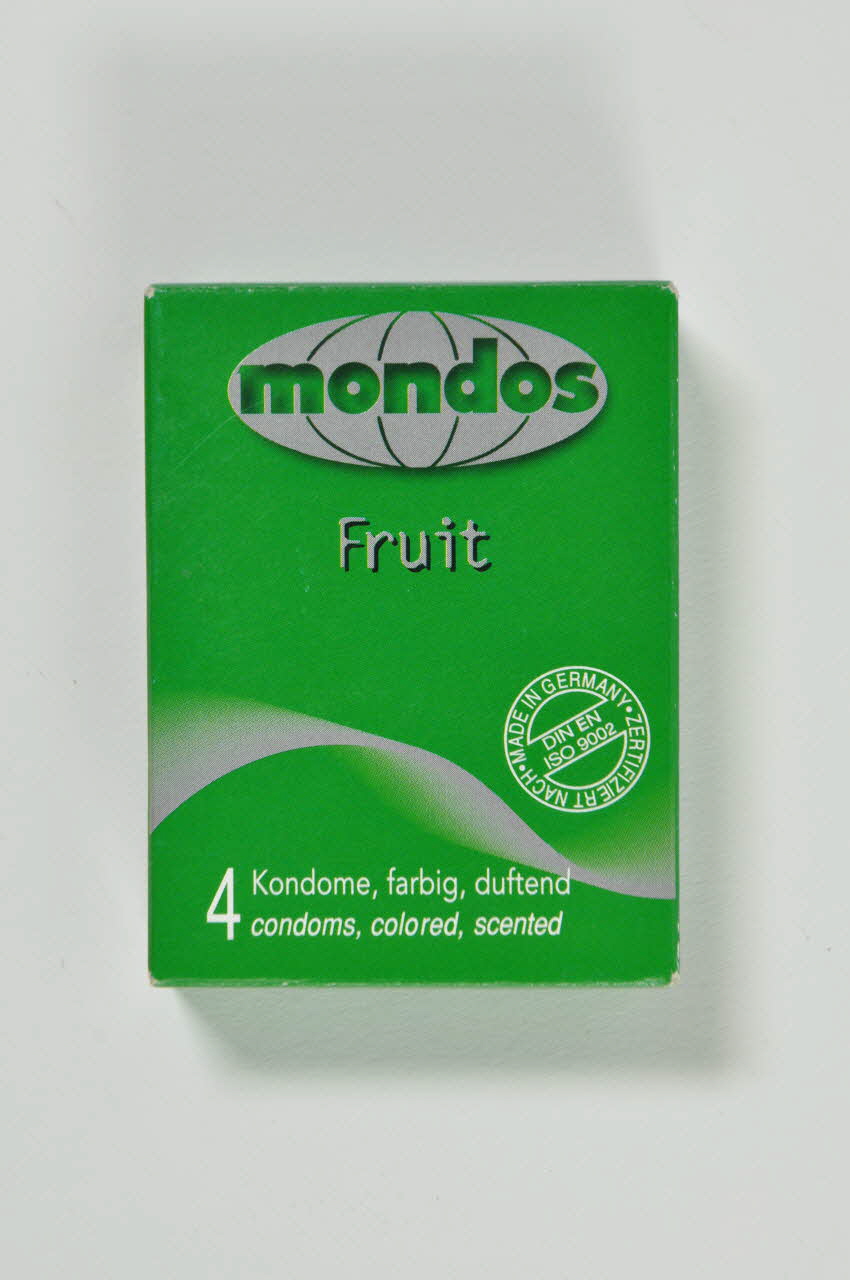 mondos
Fruit
MADE IN GERMANY • ZERTIFIZIERT NACH •
DIN EN
ISO 9002
4 Kondome, farbig, duftend
condoms, colored, scented